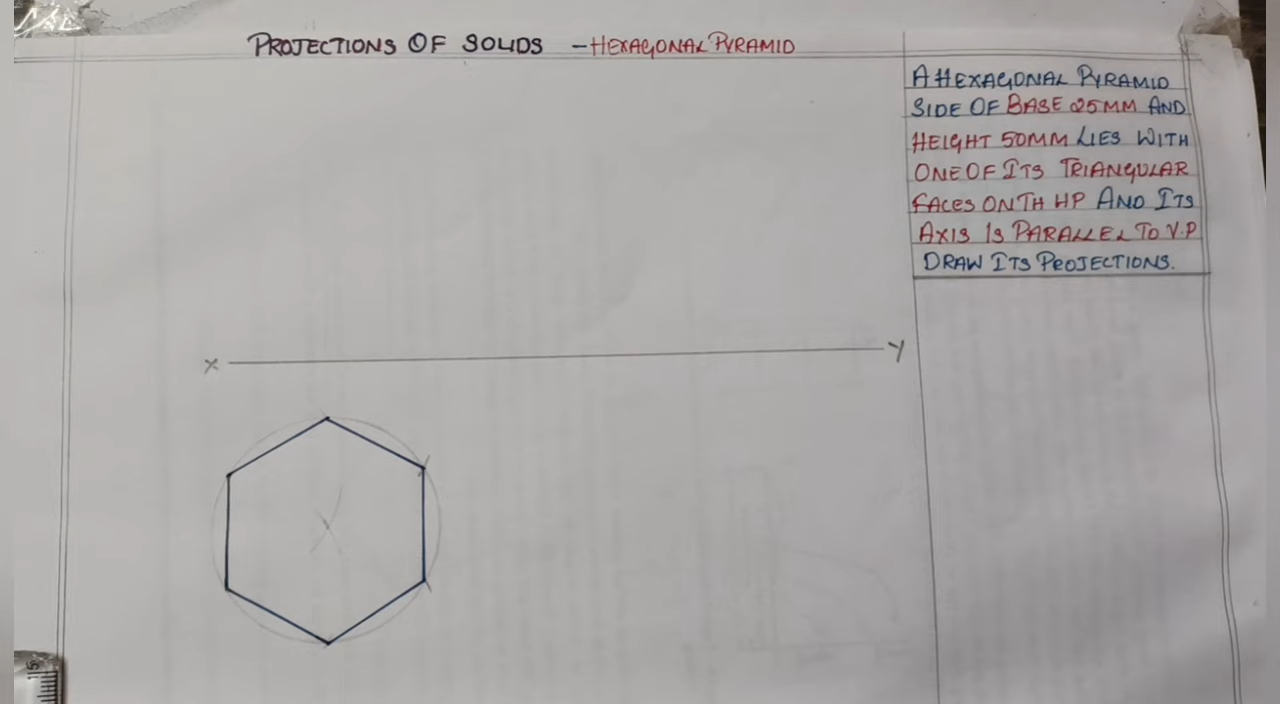 PROJECTIONS OF SOLIDS - HEXAGONAL PYRAMID
A HEXAGONAL PYRAMID
SIDE OF BASE 25MM AND
HEIGHT 50MM LIES WITH
ONE OF ITS TRIANGULAR
FACES ON TH HP AND ITS
AXIS IS PARALLEL TO V.P
DRAW ITS PROJECTIONS.
X Y
15